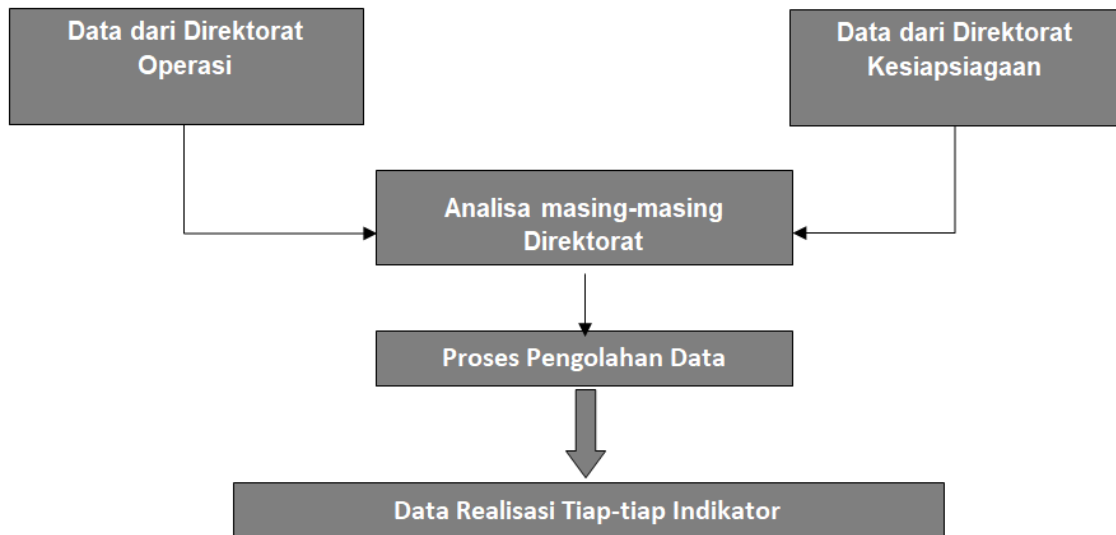 Data dari Direktorat
Operasi
Data dari Direktorat
Kesiapsiagaan
Analisa masing-masing
Direktorat
Proses Pengolahan Data
Data Realisasi Tiap-tiap Indikator